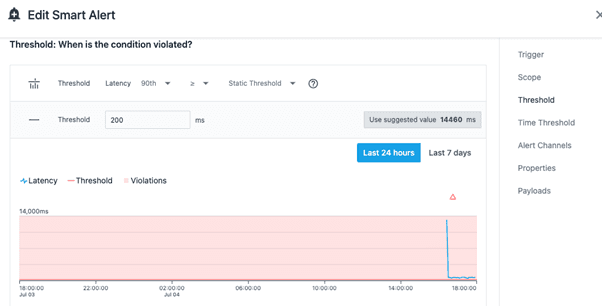 Edit Smart Alert
Threshold: When is the condition violated?
Threshold Latency 90th ≥ Static Threshold
Threshold 200 ms Use suggested value 14460 ms
Last 24 hours Last 7 days
Latency Threshold Violations
14,000ms
18:00:00 22:00:00 02:00:00 06:00:00 10:00:00 14:00:00 18:00:00
Jul 03 Jul 04
Trigger
Scope
Threshold
Time Threshold
Alert Channels
Properties
Payloads